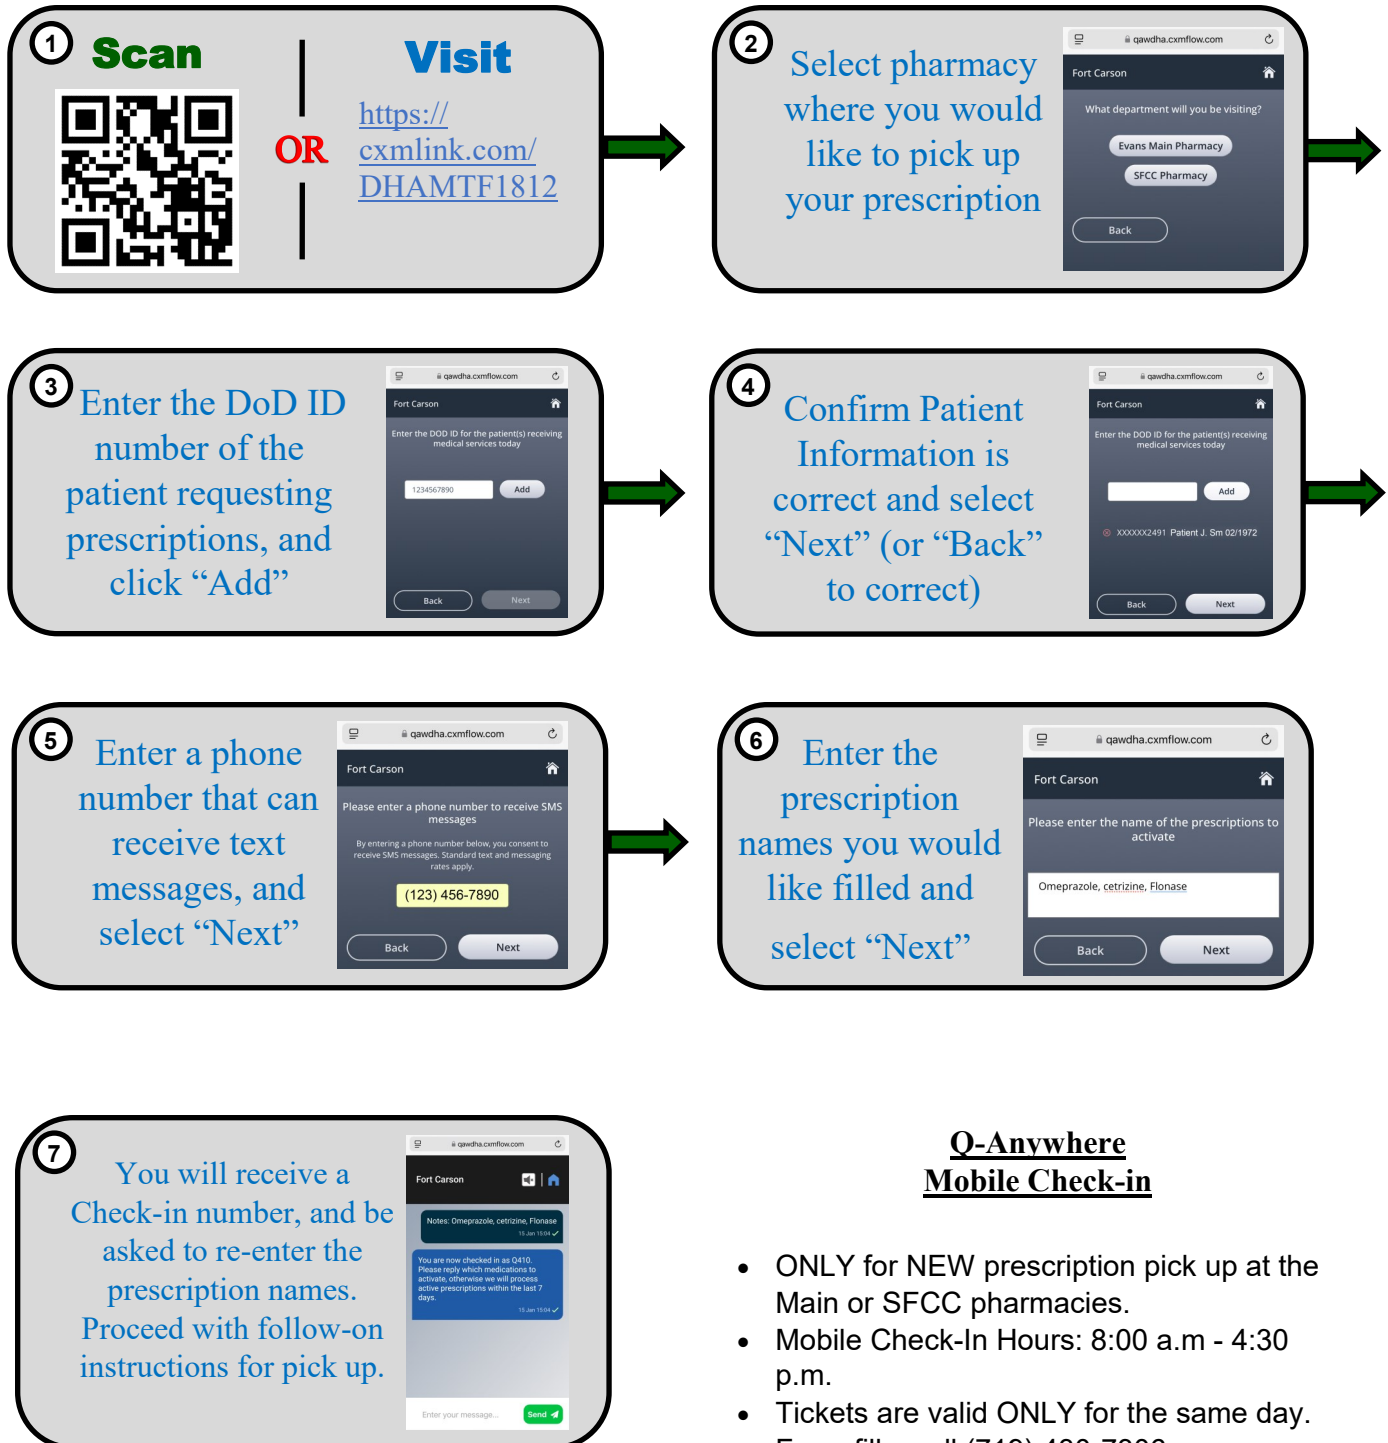 1
Scan
OR
Visit
https://
cxmlink.com/
DHAMTF1812
2
Select pharmacy
where you would
like to pick up
your prescription
qawdha.cxmflow.com
Fort Carson
What department will you be visiting?
Evans Main Pharmacy
SFCC Pharmacy
Back
3
Enter the DoD ID
number of the
patient requesting
prescriptions, and
click “Add”
qawdha.cxmflow.com
Fort Carson
Enter the DOD ID for the patient(s) receiving
medical services today
1234567890
Add
Back
Next
4
Confirm Patient
Information is
correct and select
“Next” (or “Back”
to correct)
qawdha.cxmflow.com
Fort Carson
Enter the DOD ID for the patient(s) receiving
medical services today
Add
XXXXXX2491 Patient J. Sm 02/1972
Back
Next
5
Enter a phone
number that can
receive text
messages, and
select “Next”
qawdha.cxmflow.com
Fort Carson
Please enter a phone number to receive SMS
messages
By entering a phone number below, you consent to
receive SMS messages. Standard text and messaging
rates apply.
(123) 456-7890
Back
Next
6
Enter the
prescription
names you would
like filled and
select “Next”
qawdha.cxmflow.com
Fort Carson
Please enter the name of the prescriptions to
activate
Omeprazole, cetrizine, Flonase
Back
Next
7
You will receive a
Check-in number, and be
asked to re-enter the
prescription names.
Proceed with follow-on
instructions for pick up.
qawdha.cxmflow.com
Fort Carson
Notes: Omeprazole, cetrizine, Flonase
15 Jan 15:04
You are now checked in as Q410.
Please reply which medications to
activate, otherwise we will process
active prescriptions within the last 7
days.
15 Jan 15:04
Enter your message...
Send
Q-Anywhere
Mobile Check-in
• ONLY for NEW prescription pick up at the
Main or SFCC pharmacies.
• Mobile Check-In Hours: 8:00 a.m - 4:30
p.m.
• Tickets are valid ONLY for the same day.